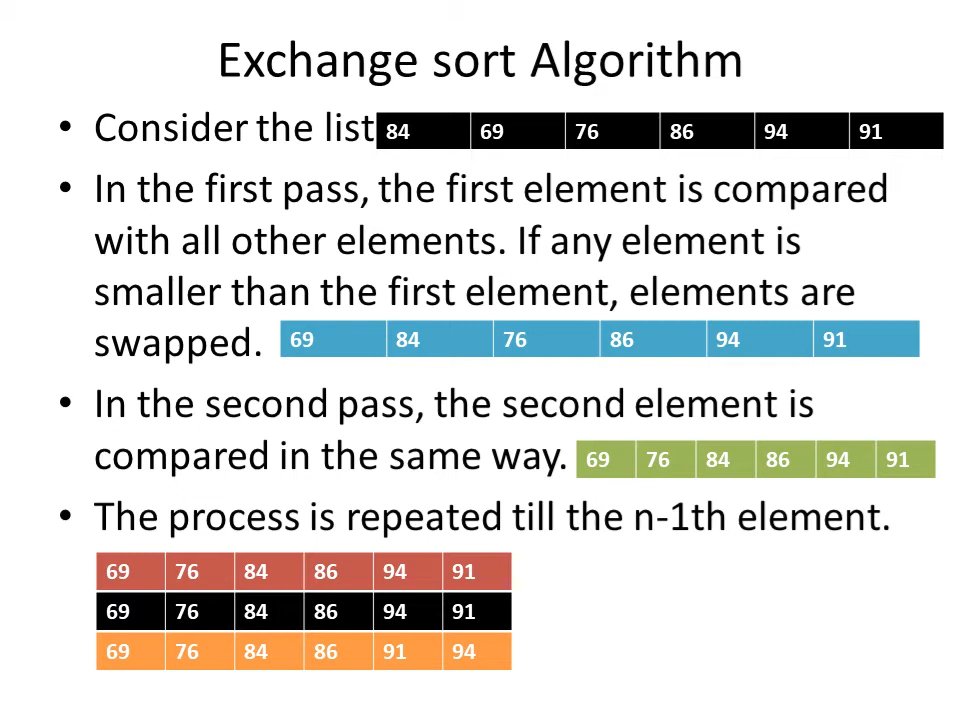 Exchange sort Algorithm
• Consider the list 84 69 76 86 94 91
• In the first pass, the first element is compared
with all other elements. If any element is
smaller than the first element, elements are
swapped. 69 84 76 86 94 91
• In the second pass, the second element is
compared in the same way. 69 76 84 86 94 91
• The process is repeated till the n-1th element.
69 76 84 86 94 91
69 76 84 86 94 91
69 76 84 86 91 94